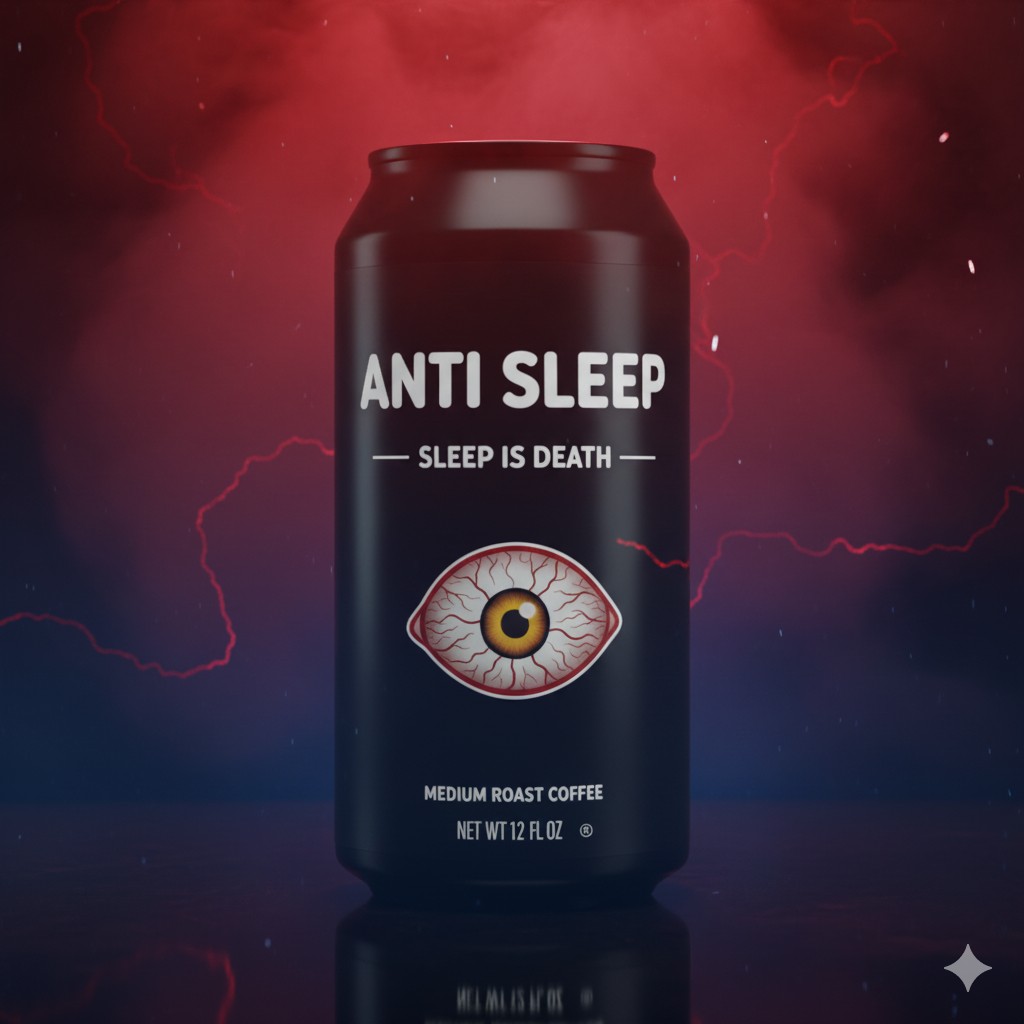 ANTI SLEEP
SLEEP IS DEATH
MEDIUM ROAST COFFEE
NET WT 12 FL OZ ®